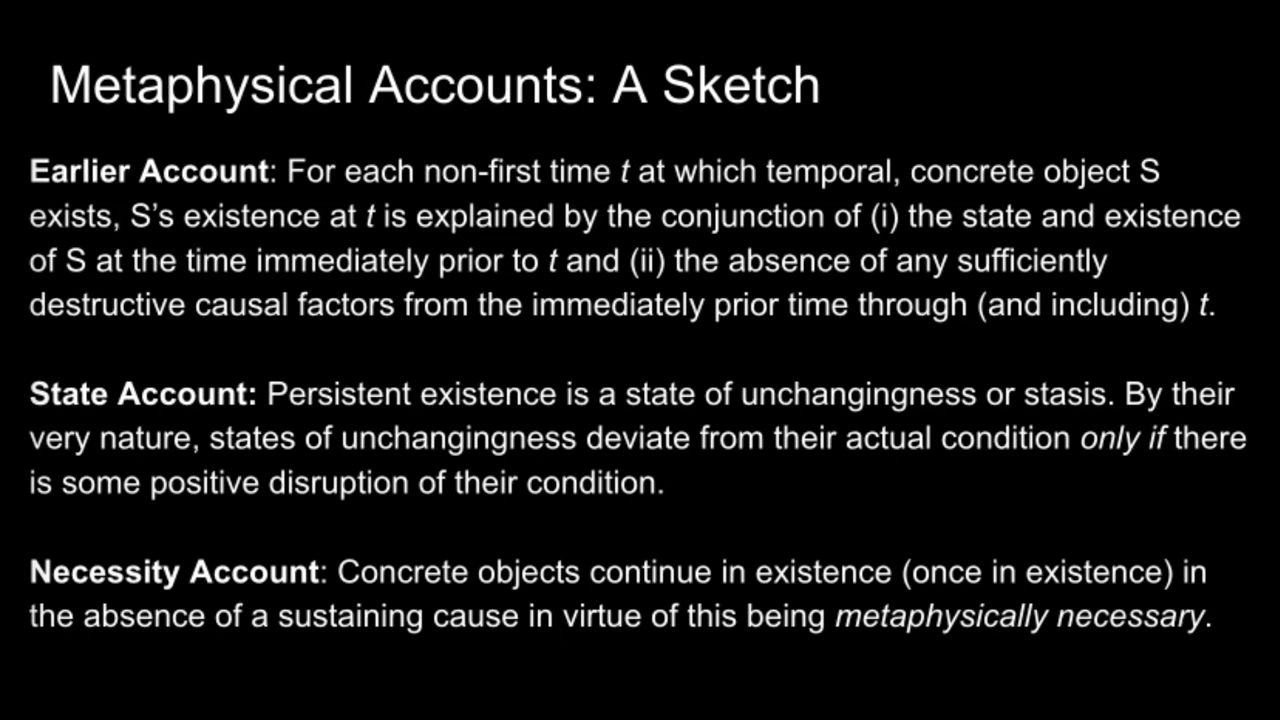 Metaphysical Accounts: A Sketch
Earlier Account: For each non-first time t at which temporal, concrete object S
exists, S’s existence at t is explained by the conjunction of (i) the state and existence
of S at the time immediately prior to t and (ii) the absence of any sufficiently
destructive causal factors from the immediately prior time through (and including) t.
State Account: Persistent existence is a state of unchangingness or stasis. By their
very nature, states of unchangingness deviate from their actual condition only if there
is some positive disruption of their condition.
Necessity Account: Concrete objects continue in existence (once in existence) in
the absence of a sustaining cause in virtue of this being metaphysically necessary.